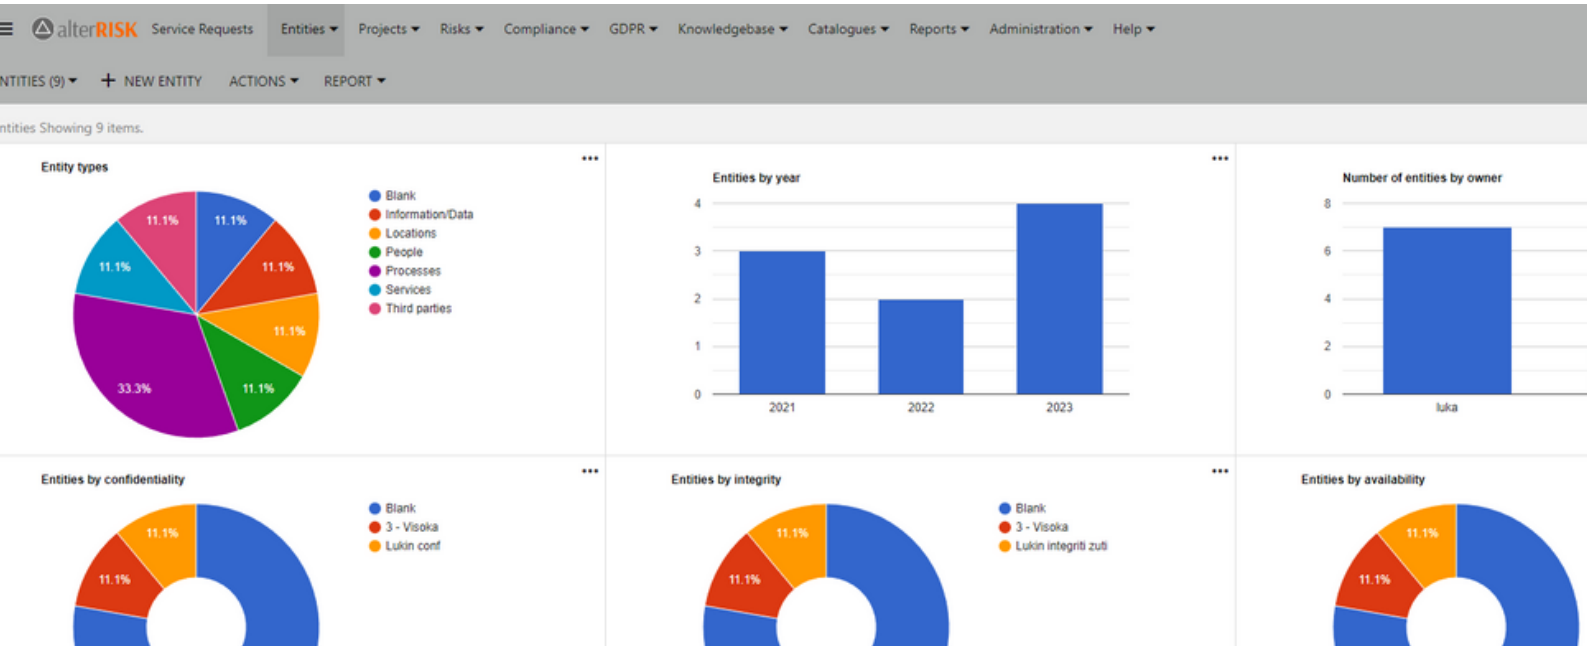 alterRISK Service Requests Entities Projects Risks Compliance GDPR Knowledgebase Catalogues Reports Administration Help
NTITIES (9) + NEW ENTITY ACTIONS REPORT
ntities Showing 9 items.
Entity types
11.1%
11.1%
11.1%
11.1%
11.1%
33.3%
11.1%
Blank
Information/Data
Locations
People
Processes
Services
Third parties
Entities by year
4
3
2
1
0
2021 2022 2023
Number of entities by owner
8
6
4
2
0
luka
Entities by confidentiality
11.1%
11.1%
Blank
3 - Visoka
Lukin conf
Entities by integrity
11.1%
11.1%
Blank
3 - Visoka
Lukin integriti zuti
Entities by availability
11.1%
11.1%